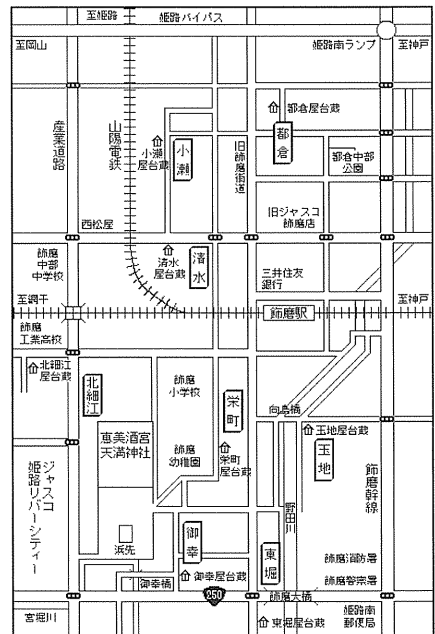 至姫路
姫路バイパス
至岡山
姫路南ランプ
至神戸
産業道路
山陽電鉄
小瀬
屋台蔵
小瀬
旧飾磨街道
都倉屋台蔵
都倉
都倉中部
公園
旧ジャスコ
飾磨店
西松屋
飾磨
中部
中学校
清水
屋台蔵
清水
三井住友
銀行
至網干
飾磨駅
至神戸
飾磨
工業高校
北細江
屋台蔵
北細江
飾磨
小学校
栄町
向島橋
恵美酒宮
天満神社
飾磨
幼稚園
栄町
屋台蔵
玉地屋台蔵
玉地
飾磨幹線
ジャスコ
姫路リバーシティー
野田川
浜先
御幸
東堀
飾磨消防署
飾磨警察署
御幸橋
御幸屋台蔵
250
飾磨大橋
宮堀川
東堀屋台蔵
姫路南
郵便局